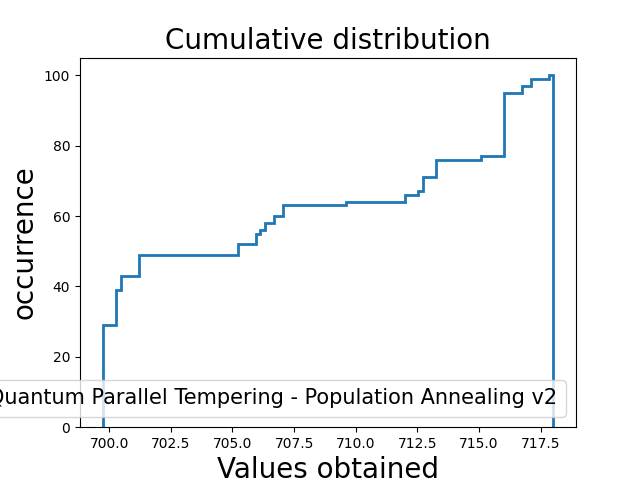 Cumulative distribution
100
80
60
40
20
0
occurrence
Quantum Parallel Tempering - Population Annealing v2
700.0 702.5 705.0 707.5 710.0 712.5 715.0 717.5
Values obtained